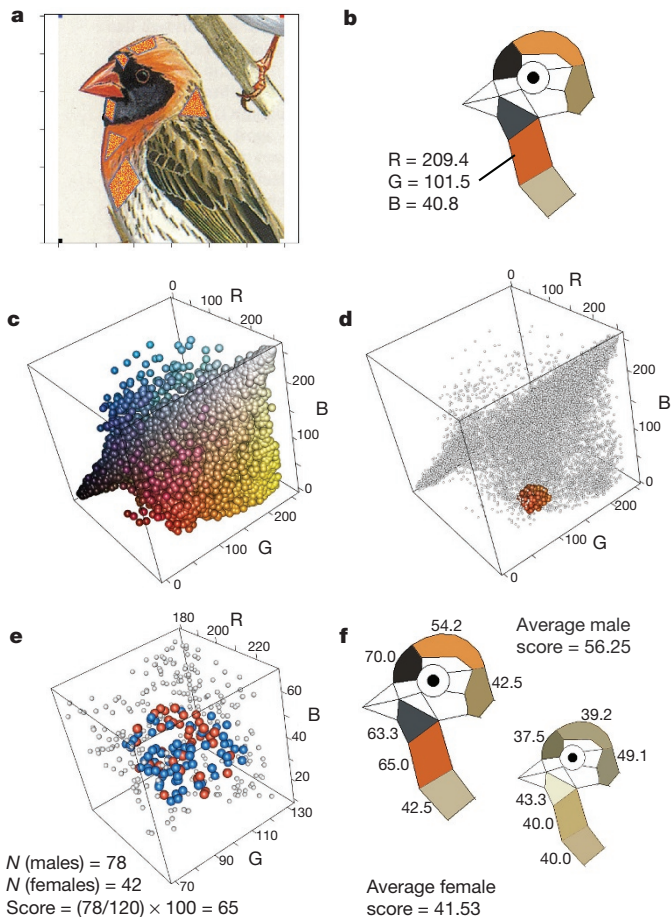 a
b
R = 209.4
G = 101.5
B = 40.8
c
0
100
R
200
200
B
100
0
200
G
100
0
d
0
100
R
200
200
B
100
0
200
G
100
0
e
180
R
200
220
60
B
40
20
130
110
G
90
70
N (males) = 78
N (females) = 42
Score = (78/120) × 100 = 65
f
54.2
70.0
42.5
63.3
65.0
42.5
Average male
score = 56.25
39.2
37.5
49.1
43.3
40.0
40.0
Average female
score = 41.53